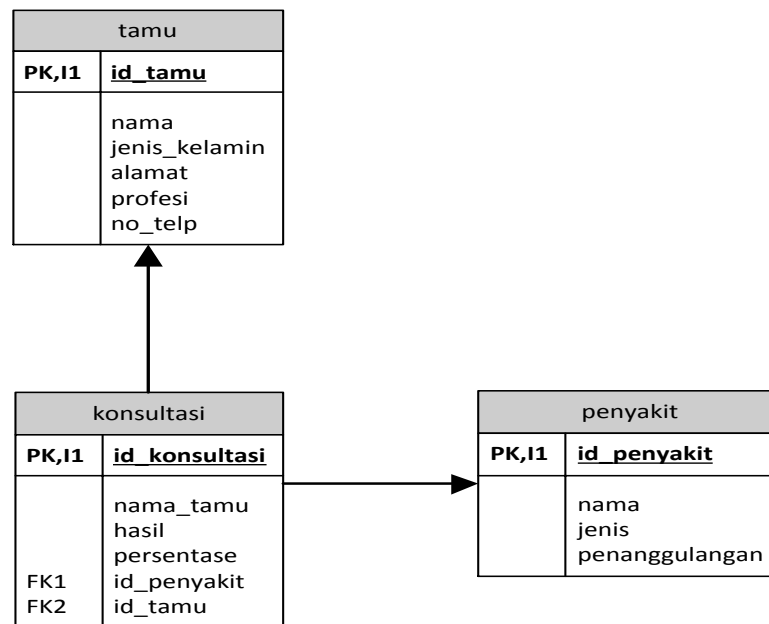 tamu
PK,I1 id_tamu
nama
jenis_kelamin
alamat
profesi
no_telp
konsultasi
PK,I1 id_konsultasi
nama_tamu
hasil
persentase
FK1 id_penyakit
FK2 id_tamu
penyakit
PK,I1 id_penyakit
nama
jenis
penanggulangan